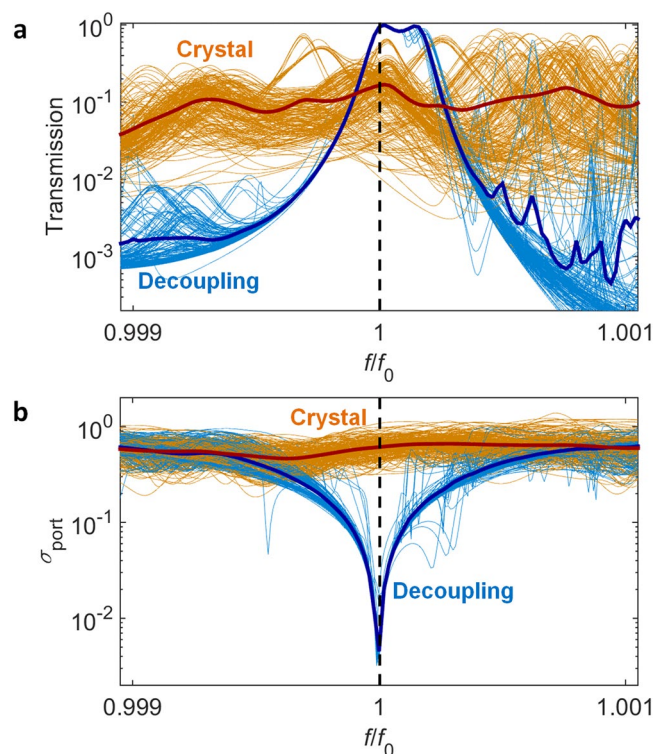 a
Crystal
Decoupling
Transmission
10^0
10^-1
10^-2
10^-3
0.999
1
1.001
f/f_0
b
Crystal
Decoupling
σ_port
10^0
10^-1
10^-2
0.999
1
1.001
f/f_0